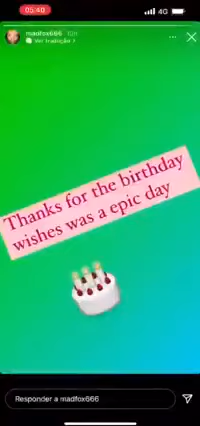 05:40
4G
madfox666 10h
Ver tradução >
Thanks for the birthday
wishes was a epic day
Responder a madfox666